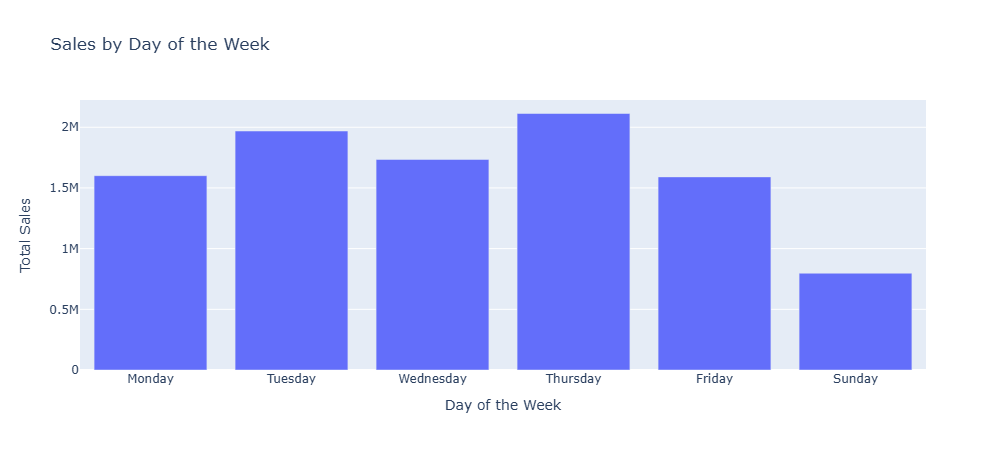 Sales by Day of the Week
Total Sales
2M
1.5M
1M
0.5M
0
Monday Tuesday Wednesday Thursday Friday Sunday
Day of the Week